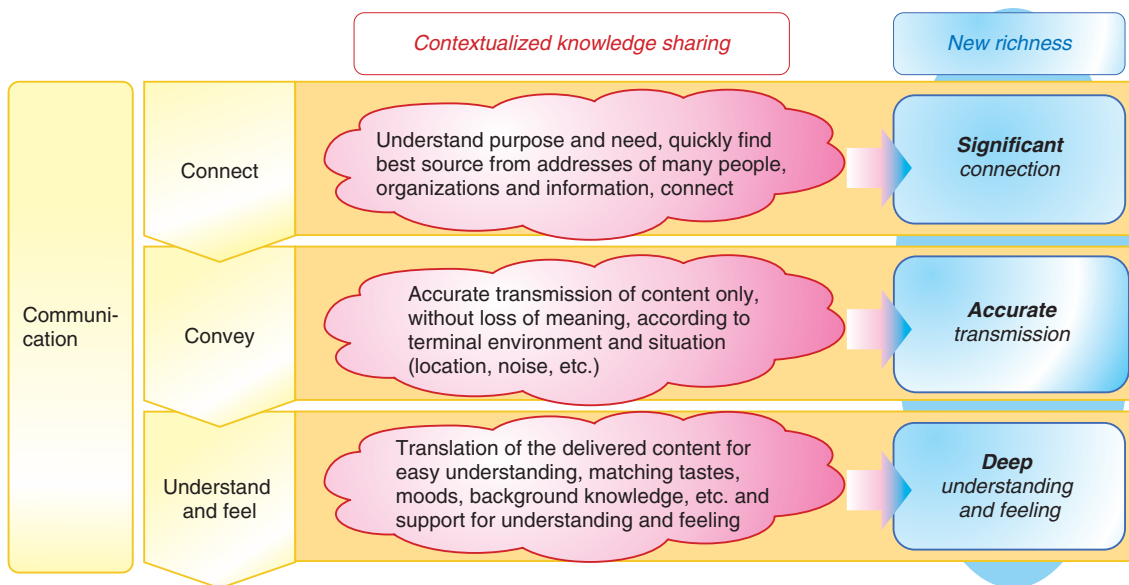 Contextualized knowledge sharing
New richness
Communi-
cation
Connect
Understand purpose and need, quickly find
best source from addresses of many people,
organizations and information, connect
Significant
connection
Convey
Accurate transmission of content only,
without loss of meaning, according to
terminal environment and situation
(location, noise, etc.)
Accurate
transmission
Understand
and feel
Translation of the delivered content for
easy understanding, matching tastes,
moods, background knowledge, etc. and
support for understanding and feeling
Deep
understanding
and feeling